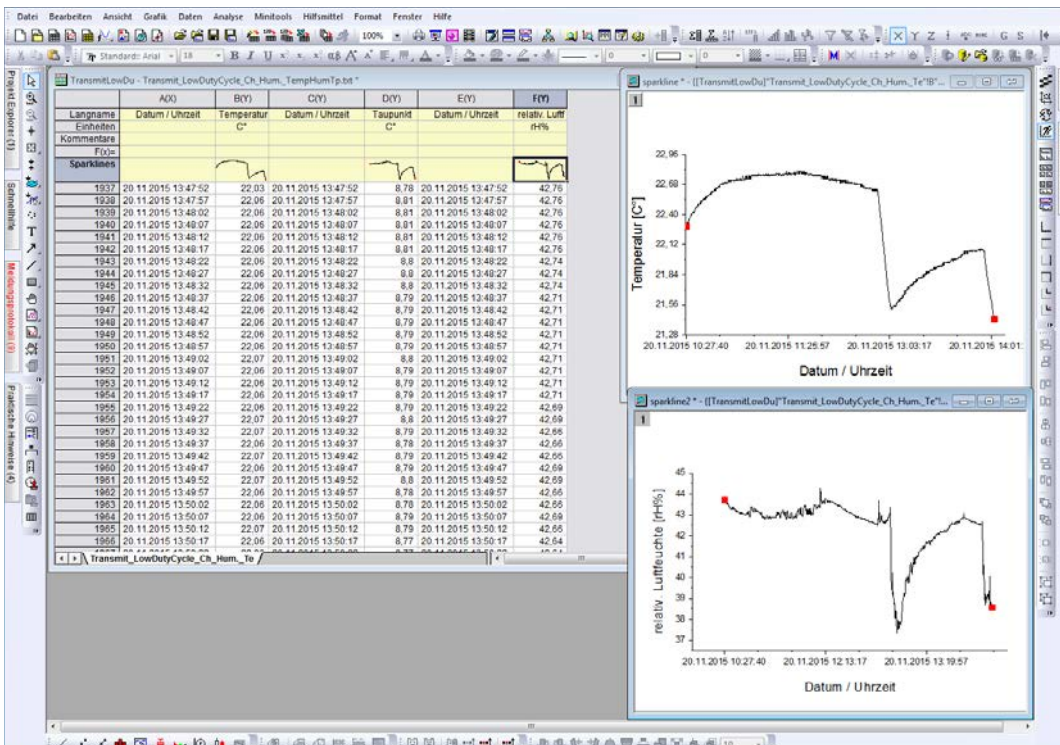 Datei Bearbeiten Ansicht Grafik Daten Analyse Minitools Hilfsmittel Format Fenster Hilfe
100%
X Y Z
G S
Standard: Arial 18 B I U
0 0
Projekt Explorer (1)
Schnellhilfe
Meldungsprotokoll (9)
Praktische Hinweise (4)
TransmitLowDu - Transmit_LowDutyCycle_Ch_Hum._TempHumTp.txt *
A(X) B(Y) C(Y) D(Y) E(Y) F(Y)
Langname Datum / Uhrzeit Temperatur Datum / Uhrzeit Taupunkt Datum / Uhrzeit relativ. Luftf
Einheiten C° C° rH%
Kommentare
F(x)=
Sparklines
1937 20.11.2015 13:47:52 22,03 20.11.2015 13:47:52 8,78 20.11.2015 13:47:52 42,76
1938 20.11.2015 13:47:57 22,06 20.11.2015 13:47:57 8,81 20.11.2015 13:47:57 42,76
1939 20.11.2015 13:48:02 22,06 20.11.2015 13:48:02 8,81 20.11.2015 13:48:02 42,76
1940 20.11.2015 13:48:07 22,06 20.11.2015 13:48:07 8,81 20.11.2015 13:48:07 42,76
1941 20.11.2015 13:48:12 22,06 20.11.2015 13:48:12 8,81 20.11.2015 13:48:12 42,76
1942 20.11.2015 13:48:17 22,06 20.11.2015 13:48:17 8,81 20.11.2015 13:48:17 42,76
1943 20.11.2015 13:48:22 22,06 20.11.2015 13:48:22 8,8 20.11.2015 13:48:22 42,74
1944 20.11.2015 13:48:27 22,06 20.11.2015 13:48:27 8,8 20.11.2015 13:48:27 42,74
1945 20.11.2015 13:48:32 22,06 20.11.2015 13:48:32 8,8 20.11.2015 13:48:32 42,74
1946 20.11.2015 13:48:37 22,06 20.11.2015 13:48:37 8,79 20.11.2015 13:48:37 42,71
1947 20.11.2015 13:48:42 22,06 20.11.2015 13:48:42 8,79 20.11.2015 13:48:42 42,71
1948 20.11.2015 13:48:47 22,06 20.11.2015 13:48:47 8,79 20.11.2015 13:48:47 42,71
1949 20.11.2015 13:48:52 22,06 20.11.2015 13:48:52 8,79 20.11.2015 13:48:52 42,71
1950 20.11.2015 13:48:57 22,06 20.11.2015 13:48:57 8,79 20.11.2015 13:48:57 42,71
1951 20.11.2015 13:49:02 22,07 20.11.2015 13:49:02 8,8 20.11.2015 13:49:02 42,71
1952 20.11.2015 13:49:07 22,06 20.11.2015 13:49:07 8,79 20.11.2015 13:49:07 42,71
1953 20.11.2015 13:49:12 22,06 20.11.2015 13:49:12 8,79 20.11.2015 13:49:12 42,71
1954 20.11.2015 13:49:17 22,06 20.11.2015 13:49:17 8,79 20.11.2015 13:49:17 42,71
1955 20.11.2015 13:49:22 22,06 20.11.2015 13:49:22 8,79 20.11.2015 13:49:22 42,69
1956 20.11.2015 13:49:27 22,07 20.11.2015 13:49:27 8,8 20.11.2015 13:49:27 42,69
1957 20.11.2015 13:49:32 22,07 20.11.2015 13:49:32 8,79 20.11.2015 13:49:32 42,66
1958 20.11.2015 13:49:37 22,06 20.11.2015 13:49:37 8,78 20.11.2015 13:49:37 42,66
1959 20.11.2015 13:49:42 22,07 20.11.2015 13:49:42 8,79 20.11.2015 13:49:42 42,66
1960 20.11.2015 13:49:47 22,06 20.11.2015 13:49:47 8,79 20.11.2015 13:49:47 42,69
1961 20.11.2015 13:49:52 22,07 20.11.2015 13:49:52 8,8 20.11.2015 13:49:52 42,69
1962 20.11.2015 13:49:57 22,06 20.11.2015 13:49:57 8,78 20.11.2015 13:49:57 42,66
1963 20.11.2015 13:50:02 22,06 20.11.2015 13:50:02 8,78 20.11.2015 13:50:02 42,66
1964 20.11.2015 13:50:07 22,06 20.11.2015 13:50:07 8,79 20.11.2015 13:50:07 42,69
1965 20.11.2015 13:50:12 22,07 20.11.2015 13:50:12 8,79 20.11.2015 13:50:12 42,66
1966 20.11.2015 13:50:17 22,06 20.11.2015 13:50:17 8,77 20.11.2015 13:50:17 42,64
Transmit_LowDutyCycle_Ch_Hum._Te
sparkline * - ([TransmitLowDu]"Transmit_LowDutyCycle_Ch_Hum._Te"!B"...
1
22,96
22,68
22,40
22,12
21,84
21,56
21,28
Temperatur [C°]
20.11.2015 10:27:40 20.11.2015 11:25:57 20.11.2015 13:03:17 20.11.2015 14:01:
Datum / Uhrzeit
sparkline2 * - ([TransmitLowDu]"Transmit_LowDutyCycle_Ch_Hum._Te"!...
1
45
44
43
42
41
40
39
38
37
relativ. Luftfeuchte [rH%]
20.11.2015 10:27:40 20.11.2015 12:13:17 20.11.2015 13:19:57
Datum / Uhrzeit
10